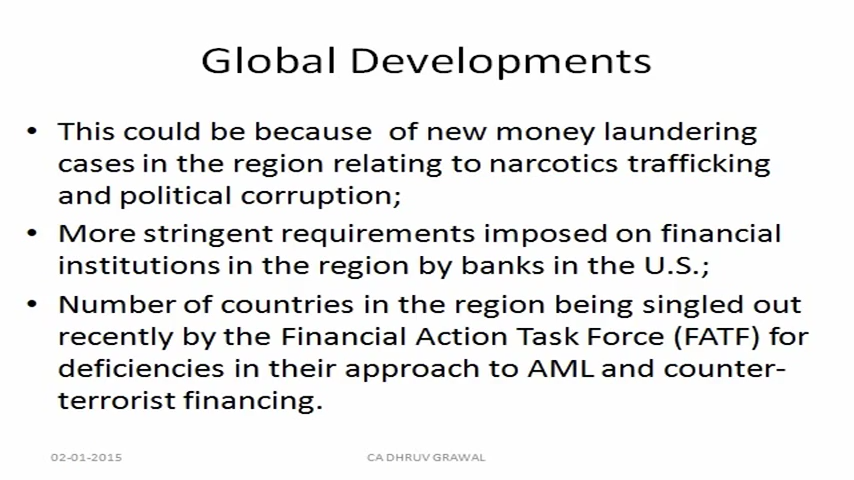 Global Developments
• This could be because  of new money laundering
cases in the region relating to narcotics trafficking
and political corruption;
• More stringent requirements imposed on financial
institutions in the region by banks in the U.S.;
• Number of countries in the region being singled out
recently by the Financial Action Task Force (FATF) for
deficiencies in their approach to AML and counter-
terrorist financing.
02-01-2015 CA DHRUV GRAWAL